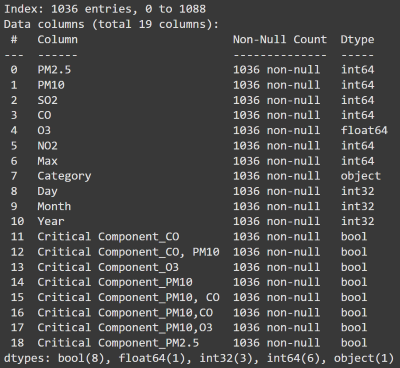 Index: 1036 entries, 0 to 1088
Data columns (total 19 columns):
 #   Column                      Non-Null Count  Dtype
---  ------                      --------------  -----
 0   PM2.5                       1036 non-null   int64
 1   PM10                        1036 non-null   int64
 2   SO2                         1036 non-null   int64
 3   CO                          1036 non-null   int64
 4   O3                          1036 non-null   float64
 5   NO2                         1036 non-null   int64
 6   Max                         1036 non-null   int64
 7   Category                    1036 non-null   object
 8   Day                         1036 non-null   int32
 9   Month                       1036 non-null   int32
 10  Year                        1036 non-null   int32
 11  Critical Component_CO       1036 non-null   bool
 12  Critical Component_CO, PM10 1036 non-null   bool
 13  Critical Component_O3       1036 non-null   bool
 14  Critical Component_PM10     1036 non-null   bool
 15  Critical Component_PM10, CO 1036 non-null   bool
 16  Critical Component_PM10,CO  1036 non-null   bool
 17  Critical Component_PM10,O3  1036 non-null   bool
 18  Critical Component_PM2.5    1036 non-null   bool
dtypes: bool(8), float64(1), int32(3), int64(6), object(1)